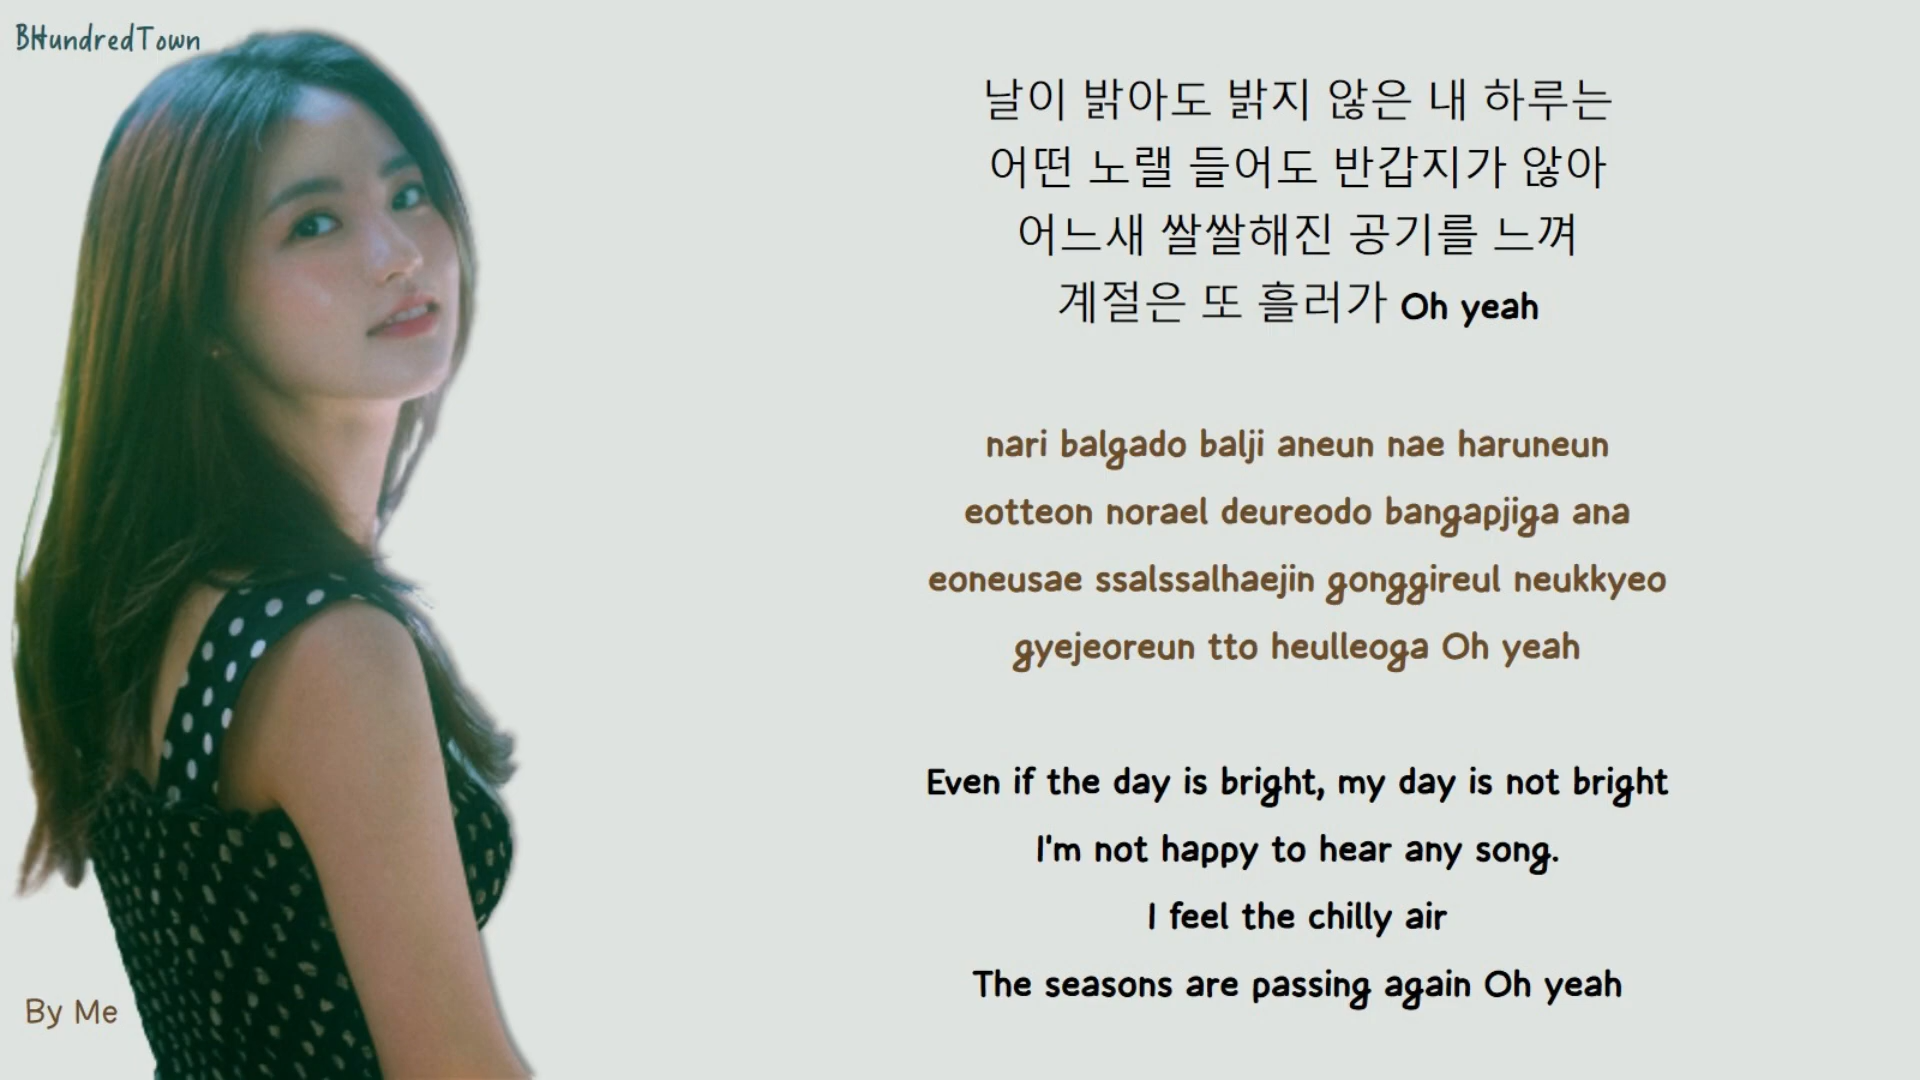 BHundredTown
날이 밝아도 밝지 않은 내 하루는
어떤 노랠 들어도 반갑지가 않아
어느새 쌀쌀해진 공기를 느껴
계절은 또 흘러가 Oh yeah
nari balgado balji aneun nae haruneun
eotteon norael deureodo bangapjiga ana
eoneusae ssalssalhaejin gonggireul neukkyeo
gyejeoreun tto heulleoga Oh yeah
Even if the day is bright, my day is not bright
I'm not happy to hear any song.
I feel the chilly air
The seasons are passing again Oh yeah
By Me